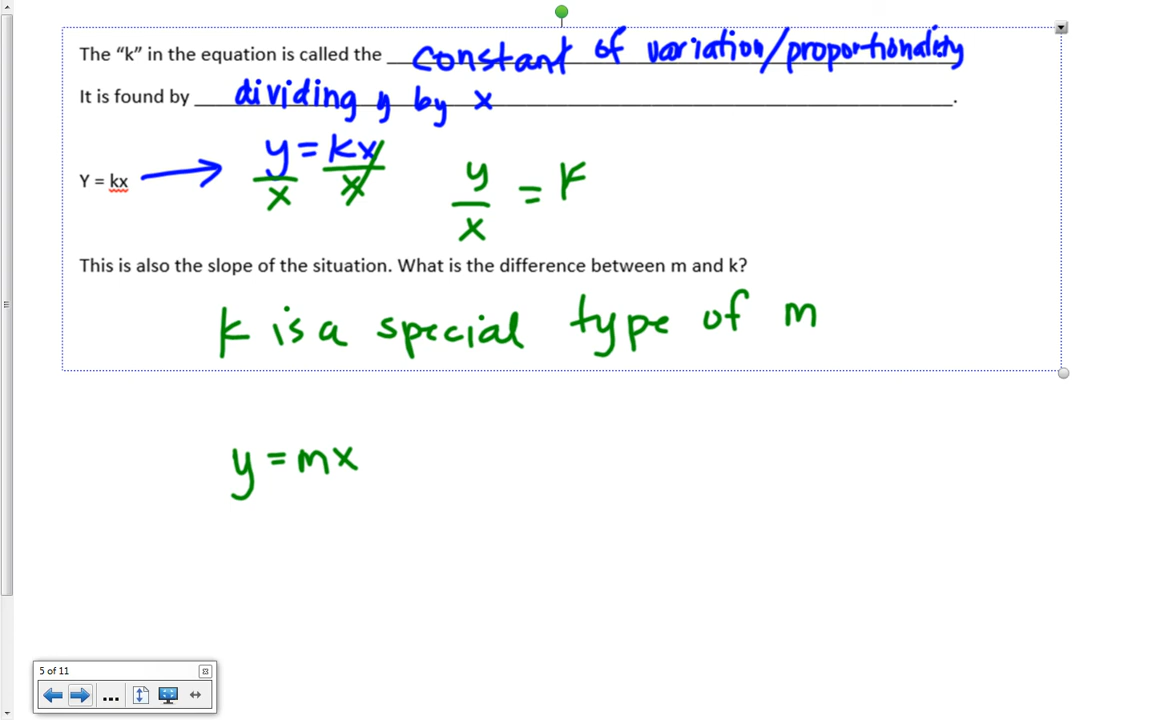 The “k” in the equation is called the constant of variation/proportionality
It is found by dividing y by x.
Y = kx → y/x = kx/x y/x = k
This is also the slope of the situation. What is the difference between m and k?
k is a special type of m
y = mx
5 of 11